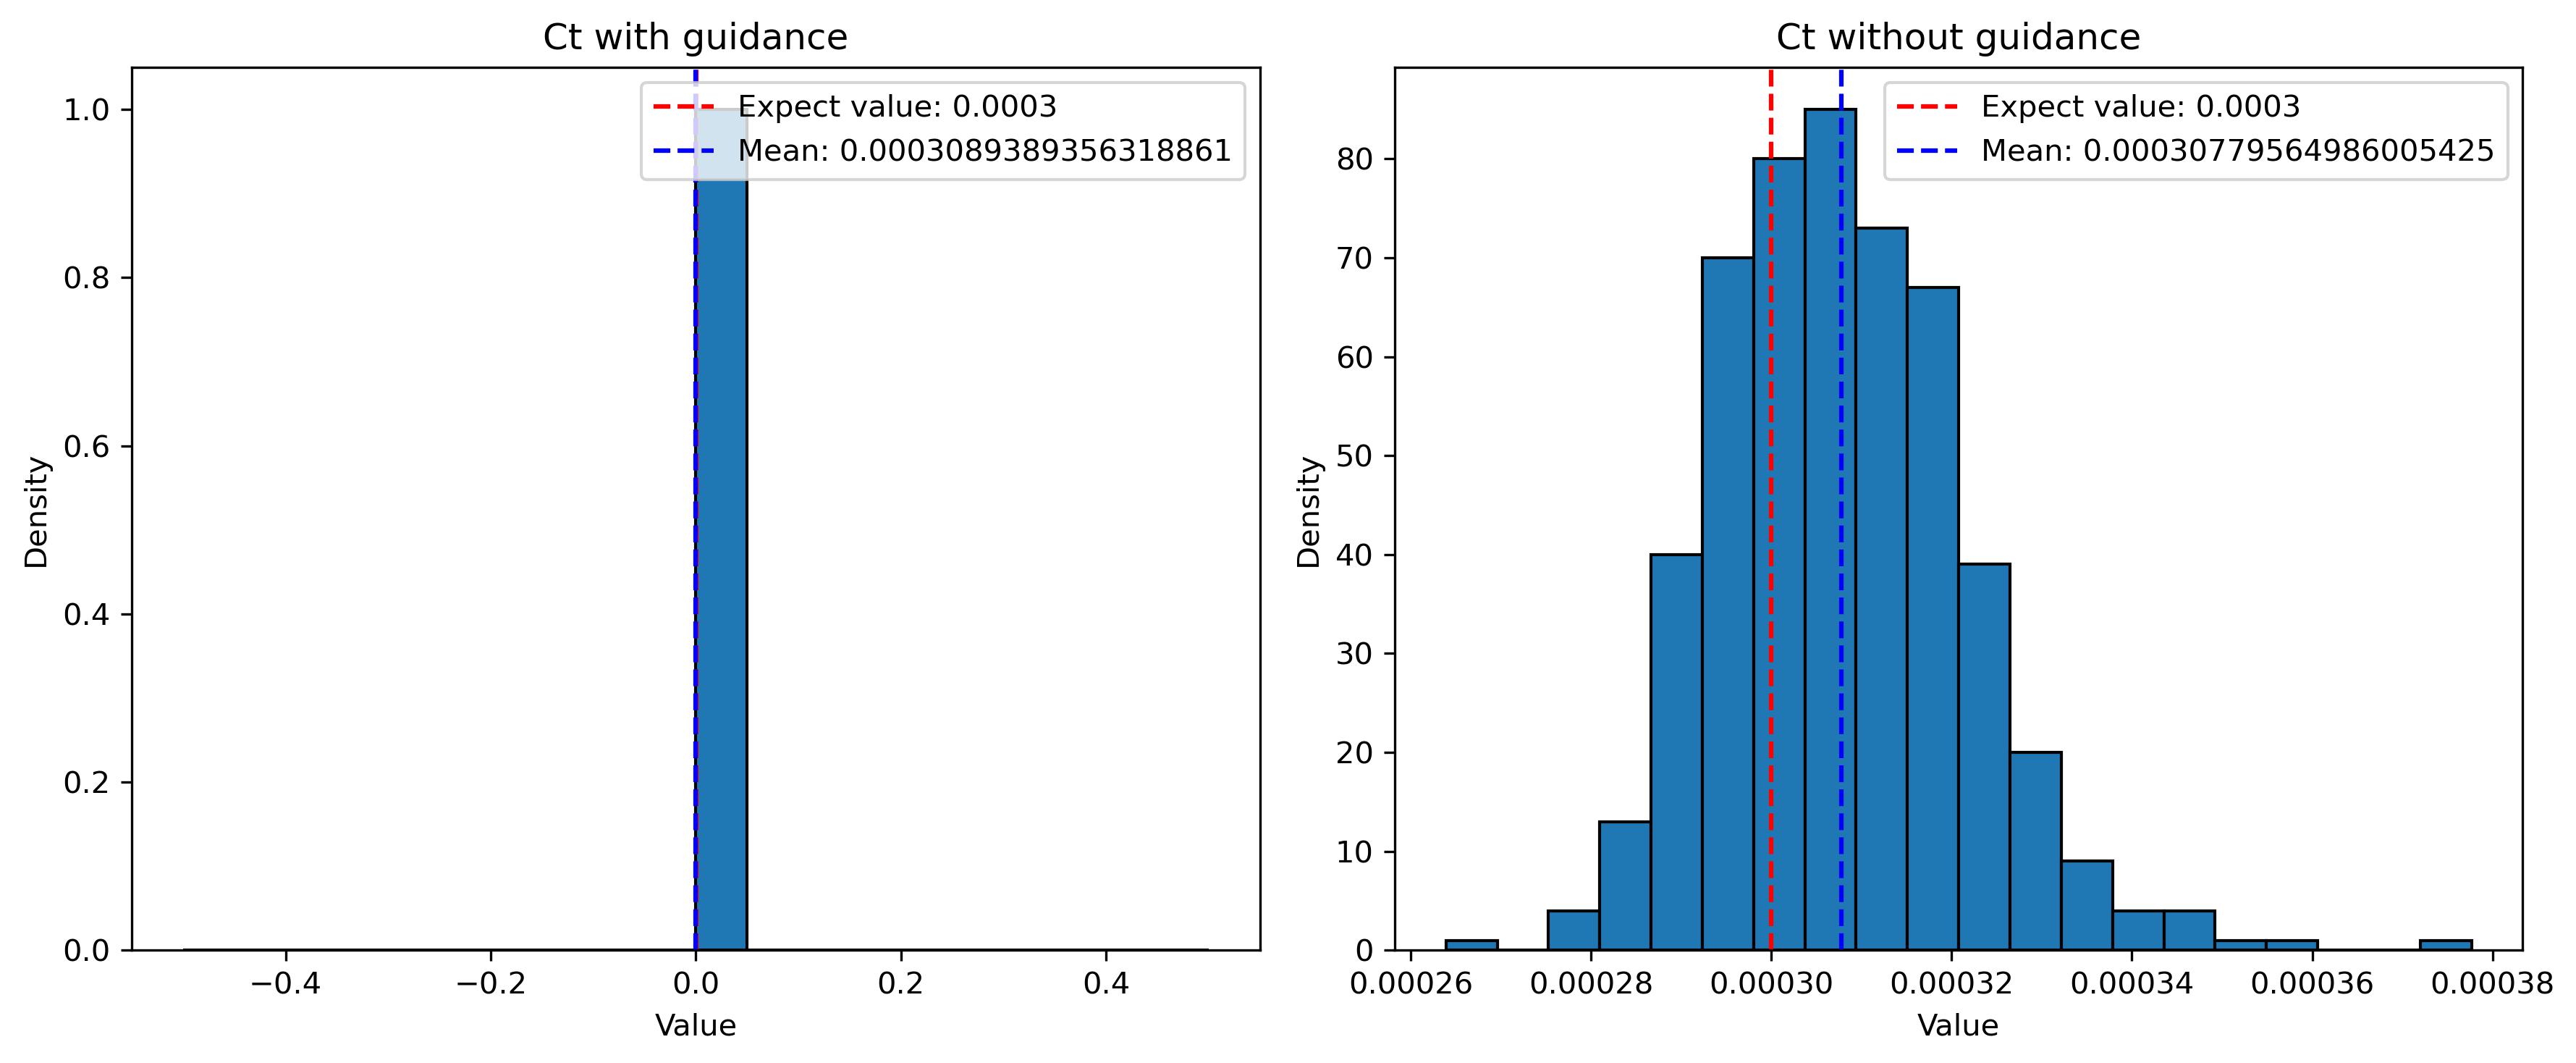 Ct with guidance
Expect value: 0.0003
Mean: 0.0003089389356318861
1.0
0.8
0.6
0.4
0.2
0.0
Density
−0.4
−0.2
0.0
0.2
0.4
Value
Ct without guidance
Expect value: 0.0003
Mean: 0.00030779564986005425
80
70
60
50
40
30
20
10
0
Density
0.00026
0.00028
0.00030
0.00032
0.00034
0.00036
0.00038
Value